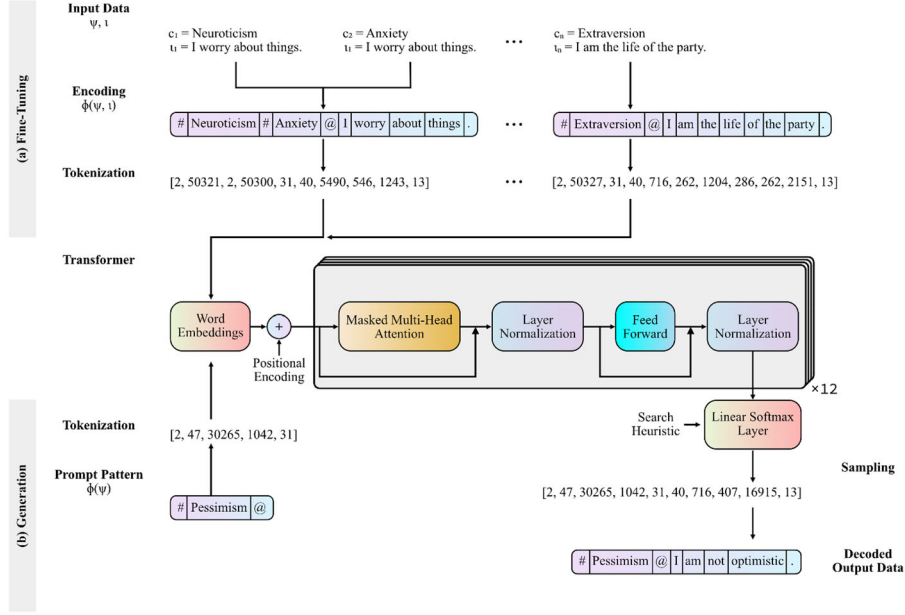 Input Data
ψ, ι
c₁ = Neuroticism
ι₁ = I worry about things.
c₂ = Anxiety
ι₁ = I worry about things.
...
cₙ = Extraversion
ιₙ = I am the life of the party.
(a) Fine-Tuning
Encoding
ϕ(ψ, ι)
# Neuroticism # Anxiety @ I worry about things .
...
# Extraversion @ I am the life of the party .
Tokenization
[2, 50321, 2, 50300, 31, 40, 5490, 546, 1243, 13]
...
[2, 50327, 31, 40, 716, 262, 1204, 286, 262, 2151, 13]
Transformer
Word
Embeddings
+
Positional
Encoding
Masked Multi-Head
Attention
Layer
Normalization
Feed
Forward
Layer
Normalization
×12
(b) Generation
Tokenization
[2, 47, 30265, 1042, 31]
Prompt Pattern
ϕ(ψ)
# Pessimism @
Search
Heuristic
Linear Softmax
Layer
Sampling
[2, 47, 30265, 1042, 31, 40, 716, 407, 16915, 13]
# Pessimism @ I am not optimistic .
Decoded
Output Data